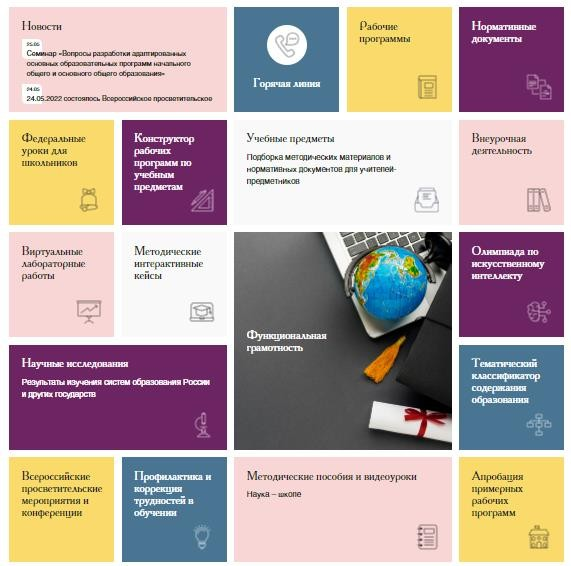 Новости
25.05
Семинар «Вопросы разработки адаптированных
основных образовательных программ начального
общего и основного общего образования»
24.05
24.05.2022 состоялось Всероссийское просветительское
Горячая линия
Рабочие
программы
Нормативные
документы
Федеральные
уроки для
школьников
Конструктор
рабочих
программ по
учебным
предметам
Учебные предметы
Подборка методических материалов и
нормативных документов для учителей-
предметников
Внеурочная
деятельность
Виртуальные
лабораторные
работы
Методические
интерактивные
кейсы
Функциональная
грамотность
Олимпиада по
искусственному
интеллекту
Научные исследования
Результаты изучения систем образования России
и других государств
Тематический
классификатор
содержания
образования
Всероссийские
просветительские
мероприятия и
конференции
Профилактика и
коррекция
трудностей в
обучении
Методические пособия и видеоуроки
Наука – школе
Апробация
примерных
рабочих
программ